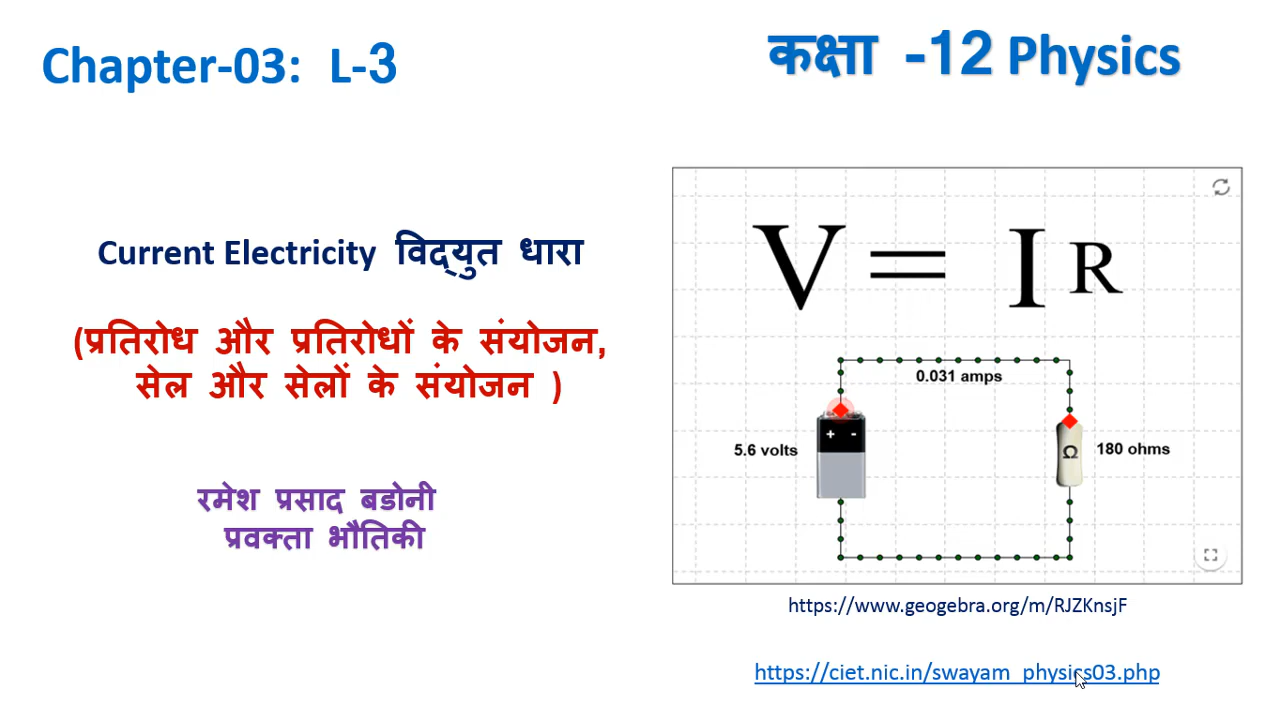 Chapter-03: L-3
कक्षा -12 Physics
Current Electricity विद्युत धारा
(प्रतिरोध और प्रतिरोधों के संयोजन,
सेल और सेलों के संयोजन )
रमेश प्रसाद बडोनी
प्रवक्ता भौतिकी
V = I R
0.031 amps
+ -
5.6 volts
Ω
180 ohms
https://www.geogebra.org/m/RJZKnsjF
https://ciet.nic.in/swayam_physics03.php